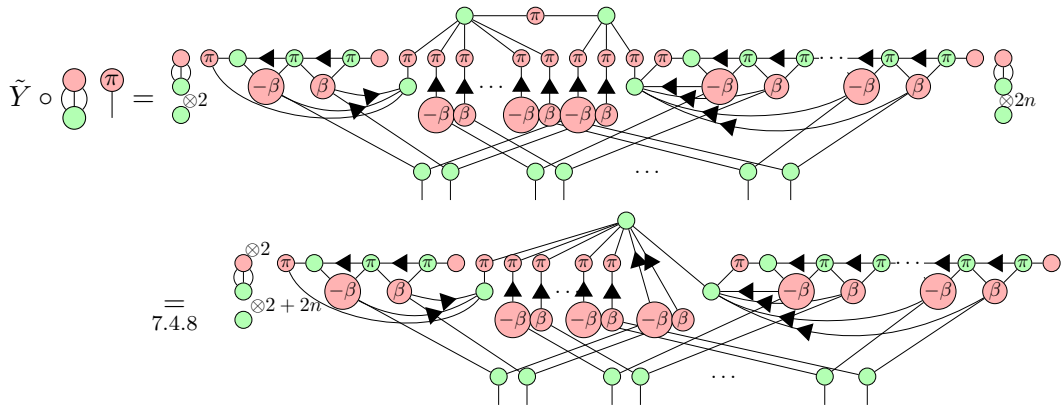 π
π π π π π π π π π π π π π π ··· π π
−β β ··· −β β −β β
Ỹ ∘ π = ⊗2 ⊗2n
−β β −β β −β β
···
⊗2
π π π π π π π π π π π ··· π π
−β β ··· −β β −β β
= ⊗2 + 2n
7.4.8
−β β −β β −β β
···